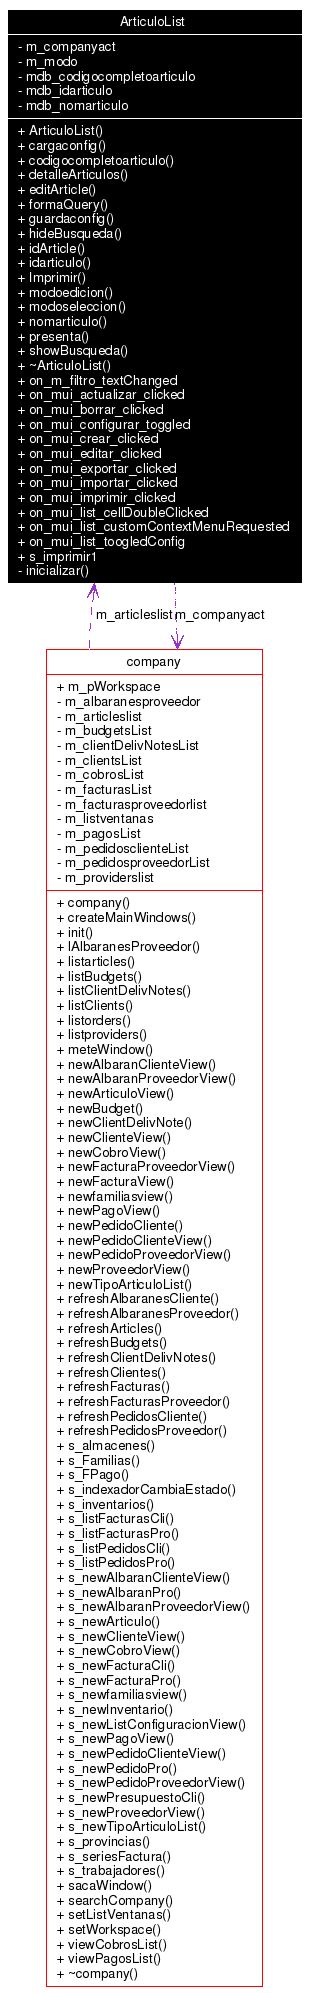 ArticuloList
- m_companyact
- m_modo
- mdb_codigocompletoarticulo
- mdb_idarticulo
- mdb_nomarticulo
+ ArticuloList()
+ cargaconfig()
+ codigocompletoarticulo()
+ detalleArticulos()
+ editArticle()
+ formaQuery()
+ guardaconfig()
+ hideBusqueda()
+ idArticle()
+ idarticulo()
+ Imprimir()
+ modoedicion()
+ modoseleccion()
+ nomarticulo()
+ presenta()
+ showBusqueda()
+ ~ArticuloList()
+ on_m_filtro_textChanged
+ on_mui_actualizar_clicked
+ on_mui_borrar_clicked
+ on_mui_configurar_toggled
+ on_mui_crear_clicked
+ on_mui_editar_clicked
+ on_mui_exportar_clicked
+ on_mui_importar_clicked
+ on_mui_imprimir_clicked
+ on_mui_list_cellDoubleClicked
+ on_mui_list_customContextMenuRequested
+ on_mui_list_toogledConfig
+ s_imprimir1
- inicializar()
m_articleslist m_companyact
company
+ m_pWorkspace
- m_albaranesproveedor
- m_articleslist
- m_budgetsList
- m_clientDelivNotesList
- m_clientsList
- m_cobrosList
- m_facturasList
- m_facturasproveedorlist
- m_listventanas
- m_pagosList
- m_pedidosclienteList
- m_pedidosproveedorList
- m_providerslist
+ company()
+ createMainWindows()
+ init()
+ lAlbaranesProveedor()
+ listarticles()
+ listBudgets()
+ listClientDelivNotes()
+ listClients()
+ listorders()
+ listproviders()
+ meteWindow()
+ newAlbaranClienteView()
+ newAlbaranProveedorView()
+ newArticuloView()
+ newBudget()
+ newClientDelivNote()
+ newClienteView()
+ newCobroView()
+ newFacturaProveedorView()
+ newFacturaView()
+ newfamiliasview()
+ newPagoView()
+ newPedidoCliente()
+ newPedidoClienteView()
+ newPedidoProveedorView()
+ newProveedorView()
+ newTipoArticuloList()
+ refreshAlbaranesCliente()
+ refreshAlbaranesProveedor()
+ refreshArticles()
+ refreshBudgets()
+ refreshClientDelivNotes()
+ refreshClientes()
+ refreshFacturas()
+ refreshFacturasProveedor()
+ refreshPedidosCliente()
+ refreshPedidosProveedor()
+ s_almacenes()
+ s_Familias()
+ s_FPago()
+ s_indexadorCambiaEstado()
+ s_inventarios()
+ s_listFacturasCli()
+ s_listFacturasPro()
+ s_listPedidosCli()
+ s_listPedidosPro()
+ s_newAlbaranClienteView()
+ s_newAlbaranPro()
+ s_newAlbaranProveedorView()
+ s_newArticulo()
+ s_newClienteView()
+ s_newCobroView()
+ s_newFacturaCli()
+ s_newFacturaPro()
+ s_newfamiliasview()
+ s_newInventario()
+ s_newListConfiguracionView()
+ s_newPagoView()
+ s_newPedidoClienteView()
+ s_newPedidoPro()
+ s_newPedidoProveedorView()
+ s_newPresupuestoCli()
+ s_newProveedorView()
+ s_newTipoArticuloList()
+ s_provincias()
+ s_seriesFactura()
+ s_trabajadores()
+ sacaWindow()
+ searchCompany()
+ setListVentanas()
+ setWorkspace()
+ viewCobrosList()
+ viewPagosList()
+ ~company()